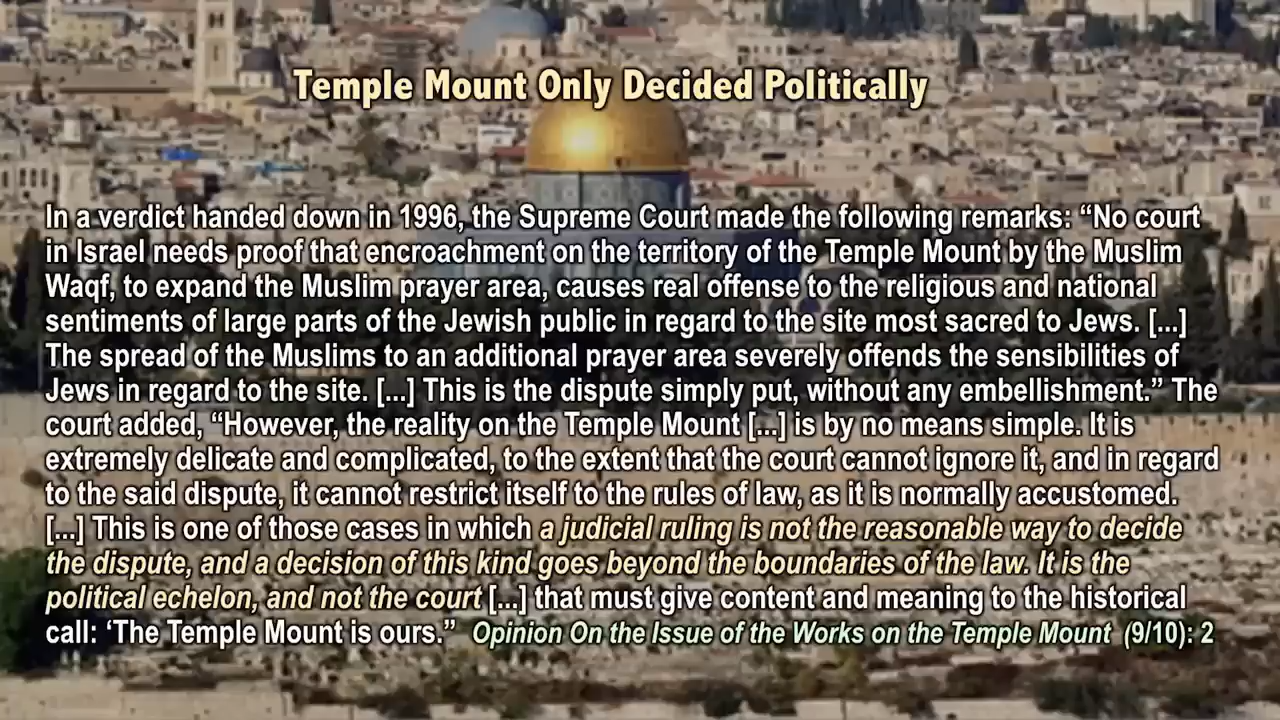 Temple Mount Only Decided Politically
In a verdict handed down in 1996, the Supreme Court made the following remarks: “No court
in Israel needs proof that encroachment on the territory of the Temple Mount by the Muslim
Waqf, to expand the Muslim prayer area, causes real offense to the religious and national
sentiments of large parts of the Jewish public in regard to the site most sacred to Jews. [...]
The spread of the Muslims to an additional prayer area severely offends the sensibilities of
Jews in regard to the site. [...] This is the dispute simply put, without any embellishment.” The
court added, “However, the reality on the Temple Mount [...] is by no means simple. It is
extremely delicate and complicated, to the extent that the court cannot ignore it, and in regard
to the said dispute, it cannot restrict itself to the rules of law, as it is normally accustomed.
[...] This is one of those cases in which a judicial ruling is not the reasonable way to decide
the dispute, and a decision of this kind goes beyond the boundaries of the law. It is the
political echelon, and not the court [...] that must give content and meaning to the historical
call: ‘The Temple Mount is ours.” Opinion On the Issue of the Works on the Temple Mount (9/10): 2